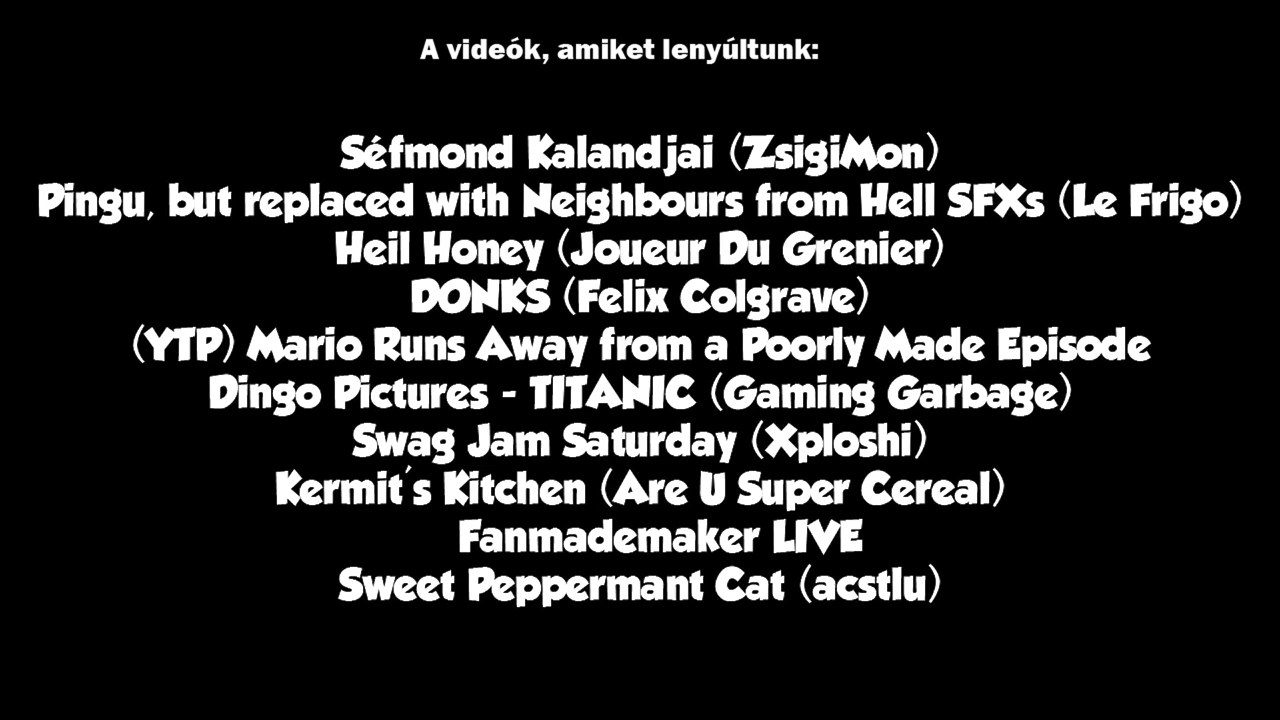 A videók, amiket lenyúltunk:
Séfmond Kalandjai (ZsigiMon)
Pingu, but replaced with Neighbours from Hell SFXs (Le Frigo)
Heil Honey (Joueur Du Grenier)
DONKS (Felix Colgrave)
(YTP) Mario Runs Away from a Poorly Made Episode
Dingo Pictures - TITANIC (Gaming Garbage)
Swag Jam Saturday (Xploshi)
Kermit's Kitchen (Are U Super Cereal)
Fanmademaker LIVE
Sweet Peppermant Cat (acstlu)